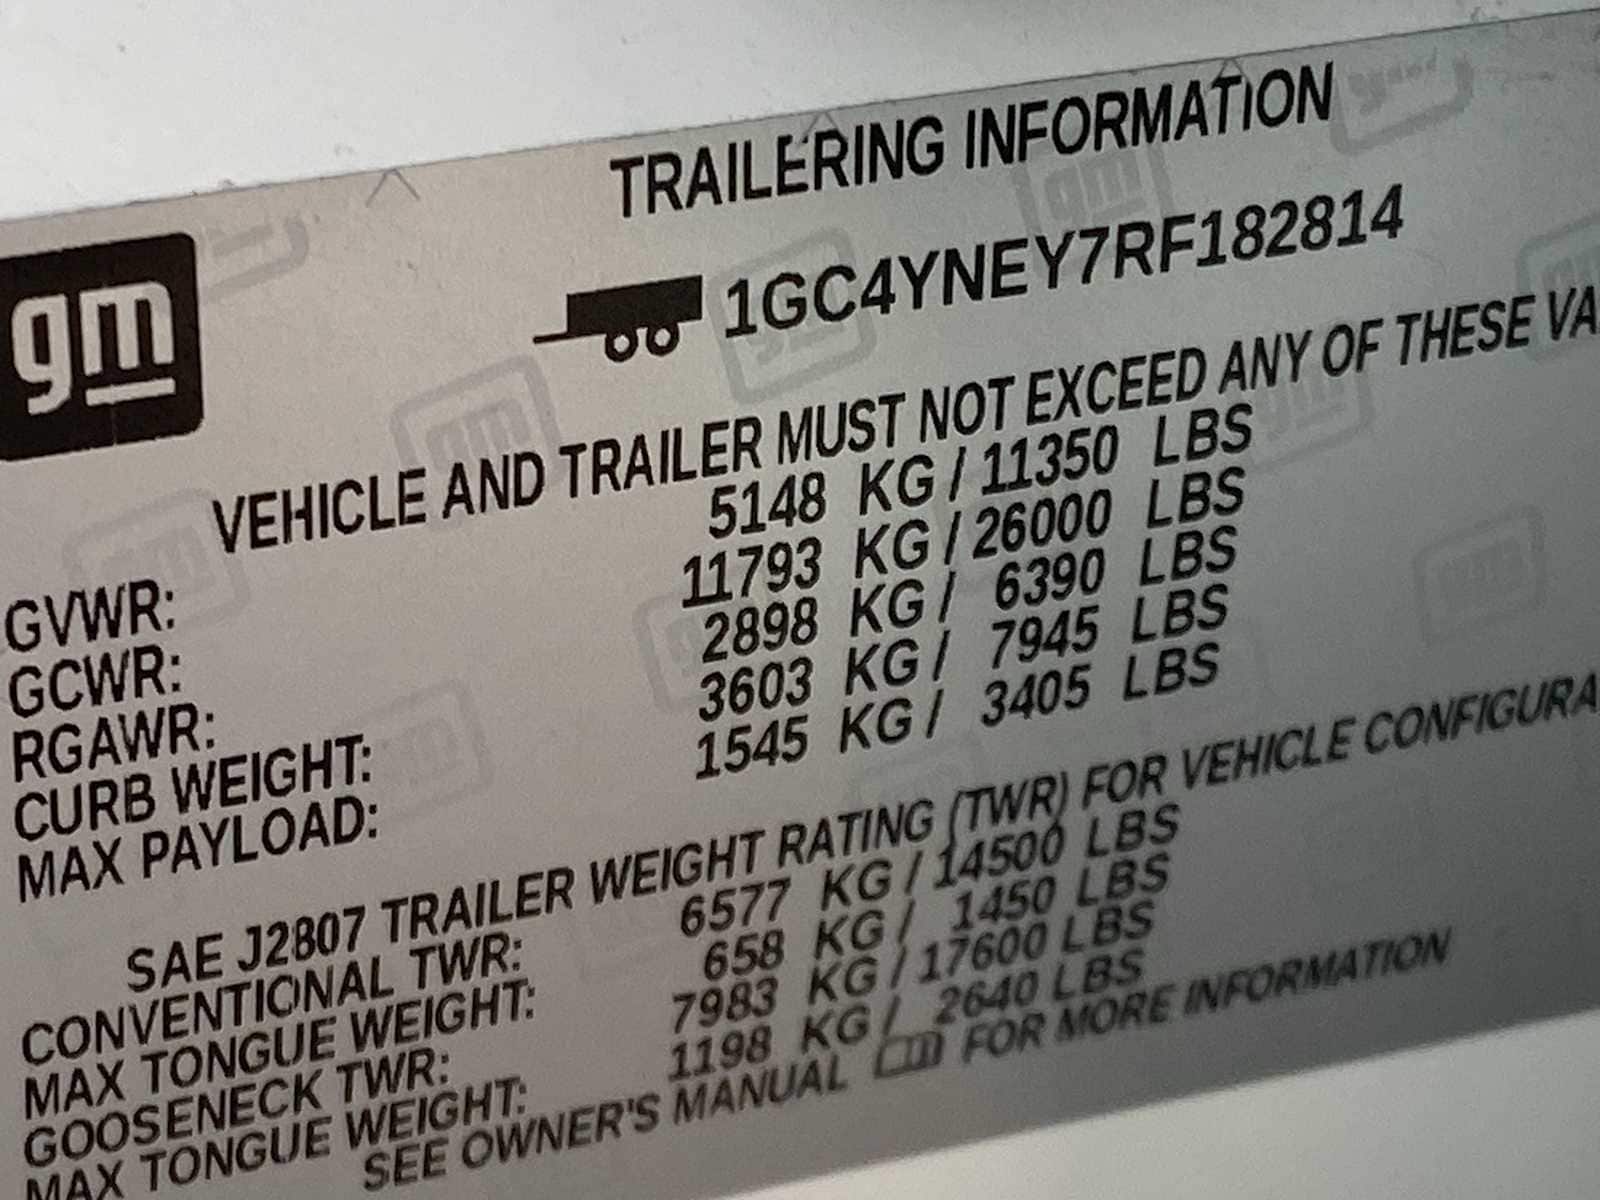 TRAILERING INFORMATION
gm
1GC4YNEY7RF182814
VEHICLE AND TRAILER MUST NOT EXCEED ANY OF THESE VA
GVWR: 5148 KG / 11350 LBS
GCWR: 11793 KG / 26000 LBS
RGAWR: 2898 KG / 6390 LBS
CURB WEIGHT: 3603 KG / 7945 LBS
MAX PAYLOAD: 1545 KG / 3405 LBS
SAE J2807 TRAILER WEIGHT RATING (TWR) FOR VEHICLE CONFIGURA
CONVENTIONAL TWR: 6577 KG / 14500 LBS
MAX TONGUE WEIGHT: 658 KG / 1450 LBS
GOOSENECK TWR: 7983 KG / 17600 LBS
MAX TONGUE WEIGHT: 1198 KG / 2640 LBS
SEE OWNER'S MANUAL FOR MORE INFORMATION